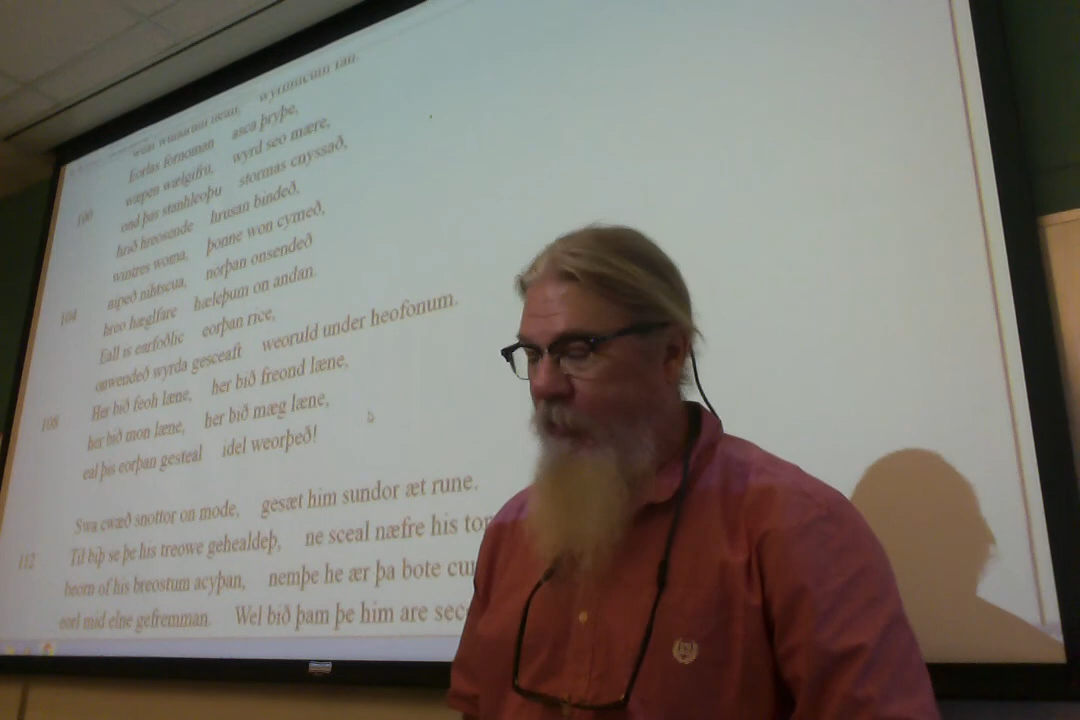 Eorlas fornoman asca þryþe,
wæpen wælgifru, wyrd seo mære,
100 ond þas stanhleoþu stormas cnyssað,
hrið hreosende hrusan bindeð,
wintres woma, þonne won cymeð,
nipeð nihtscua, norþan onsendeð
104 hreo hæglfare hæleþum on andan.
Eall is earfoðlic eorþan rice,
onwendeð wyrda gesceaft weoruld under heofonum.
108 Her bið feoh læne, her bið freond læne,
her bið mon læne, her bið mæg læne,
eal þis eorþan gesteal idel weorþeð!
Swa cwæð snottor on mode, gesæt him sundor æt rune.
112 Til biþ se þe his treowe gehealdeþ, ne sceal næfre his tor
beorn of his breostum acyþan, nemþe he ær þa bote cu
eorl mid elne gefremman. Wel bið þam þe him are sec